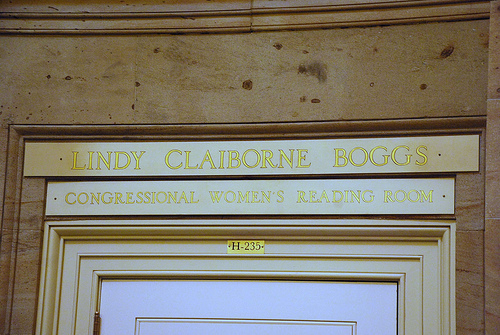 · LINDY CLAIBORNE BOGGS ·
· CONGRESSIONAL WOMEN'S READING ROOM ·
·H-235·